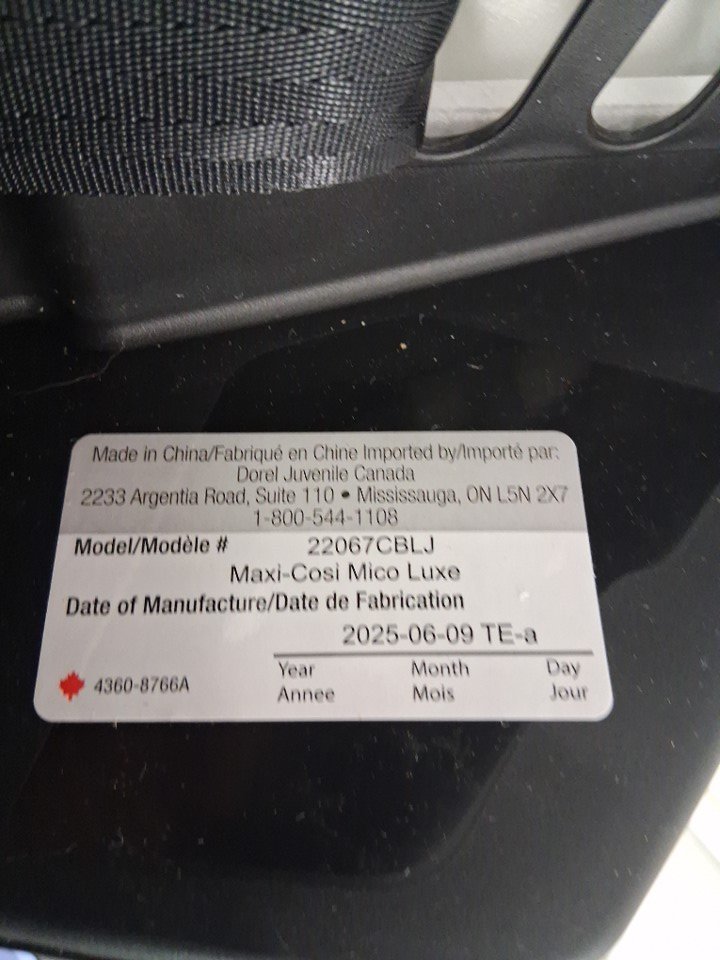 Made in China/Fabriqué en Chine Imported by/Importé par:
Dorel Juvenile Canada
2233 Argentia Road, Suite 110 • Mississauga, ON L5N 2X7
1-800-544-1108
Model/Modèle # 22067CBLJ
Maxi-Cosi Mico Luxe
Date of Manufacture/Date de Fabrication
2025-06-09 TE-a
Year Month Day
4360-8766A
Annee Mois Jour